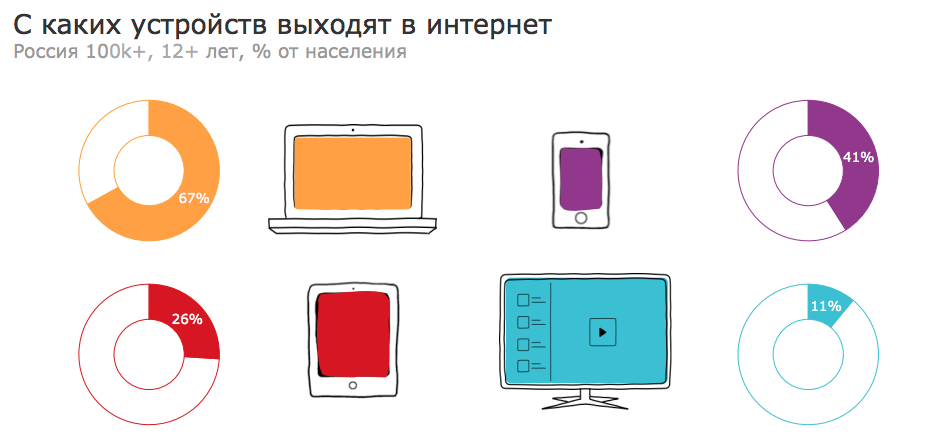 С каких устройств выходят в интернет
Россия 100k+, 12+ лет, % от населения
67%
41%
26%
11%